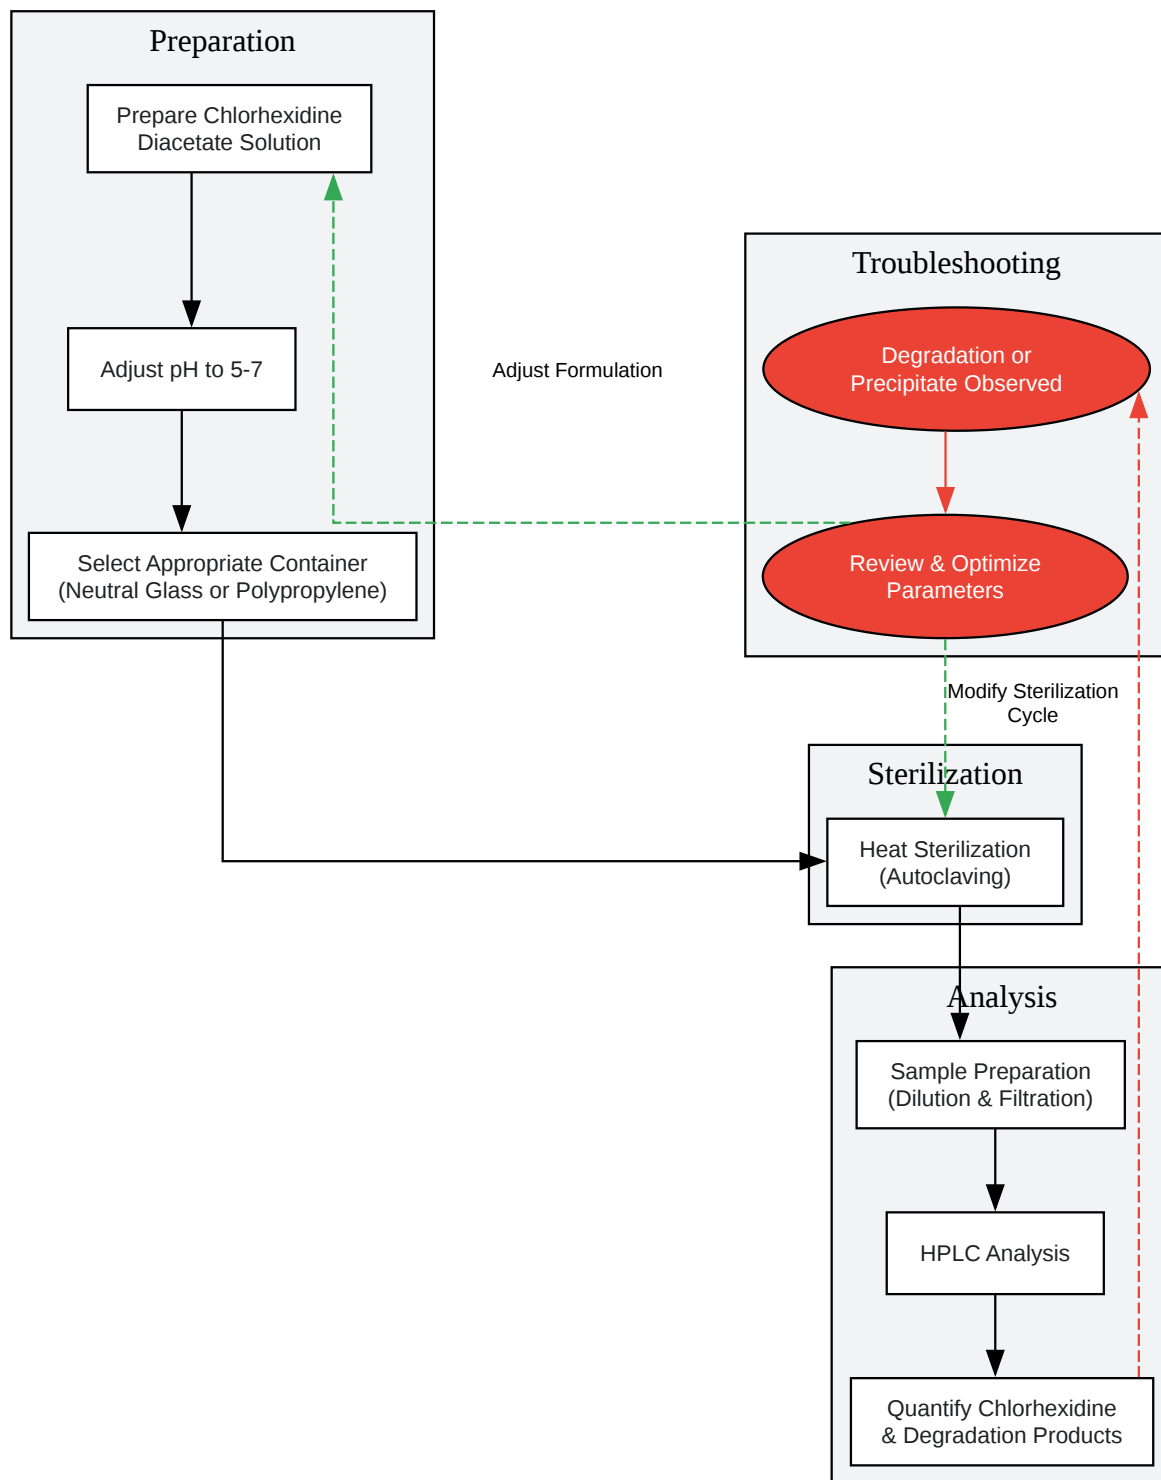 Preparation
Prepare Chlorhexidine
Diacetate Solution
Adjust pH to 5-7
Select Appropriate Container
(Neutral Glass or Polypropylene)
Adjust Formulation
Troubleshooting
Degradation or
Precipitate Observed
Review & Optimize
Parameters
Modify Sterilization
Cycle
Sterilization
Heat Sterilization
(Autoclaving)
Analysis
Sample Preparation
(Dilution & Filtration)
HPLC Analysis
Quantify Chlorhexidine
& Degradation Products